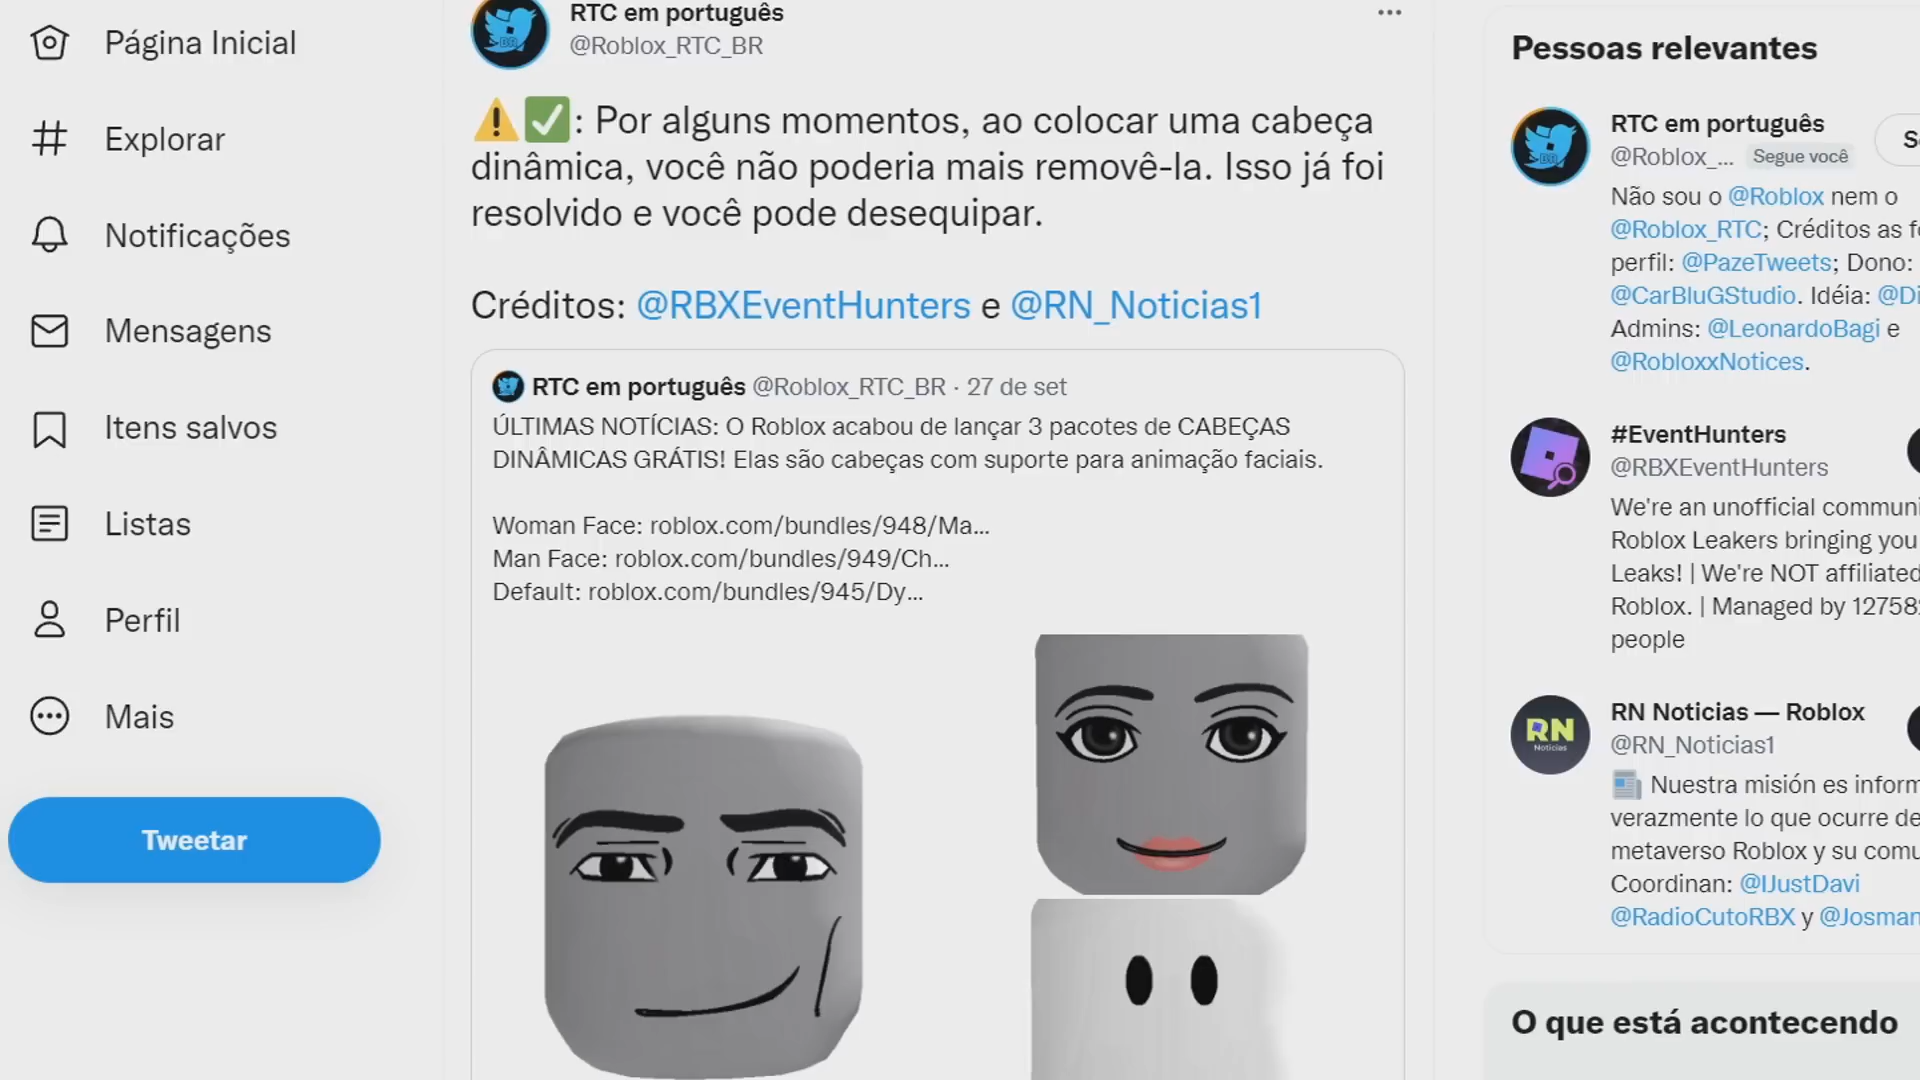 Página Inicial
Explorar
Notificações
Mensagens
Itens salvos
Listas
Perfil
Mais
Tweetar
RTC em português
@Roblox_RTC_BR
⚠️✅: Por alguns momentos, ao colocar uma cabeça
dinâmica, você não poderia mais removê-la. Isso já foi
resolvido e você pode desequipar.
Créditos: @RBXEventHunters e @RN_Noticias1
RTC em português @Roblox_RTC_BR · 27 de set
ÚLTIMAS NOTÍCIAS: O Roblox acabou de lançar 3 pacotes de CABEÇAS
DINÂMICAS GRÁTIS! Elas são cabeças com suporte para animação faciais.
Woman Face: roblox.com/bundles/948/Ma...
Man Face: roblox.com/bundles/949/Ch...
Default: roblox.com/bundles/945/Dy...
Pessoas relevantes
RTC em português
@Roblox_... Segue você
Não sou o @Roblox nem o
@Roblox_RTC; Créditos as
perfil: @PazeTweets; Dono:
@CarBluGStudio. Idéia: @Di
Admins: @LeonardoBagi e
@RobloxxNotices.
#EventHunters
@RBXEventHunters
We're an unofficial communi
Roblox Leakers bringing you
Leaks! | We're NOT affiliated
Roblox. | Managed by 12758
people
RN Noticias — Roblox
@RN_Noticias1
RN
Noticias
📰 Nuestra misión es inform
verazmente lo que ocurre de
metaverso Roblox y su comu
Coordinan: @IJustDavi
@RadioCutoRBX y @Josman
O que está acontecendo